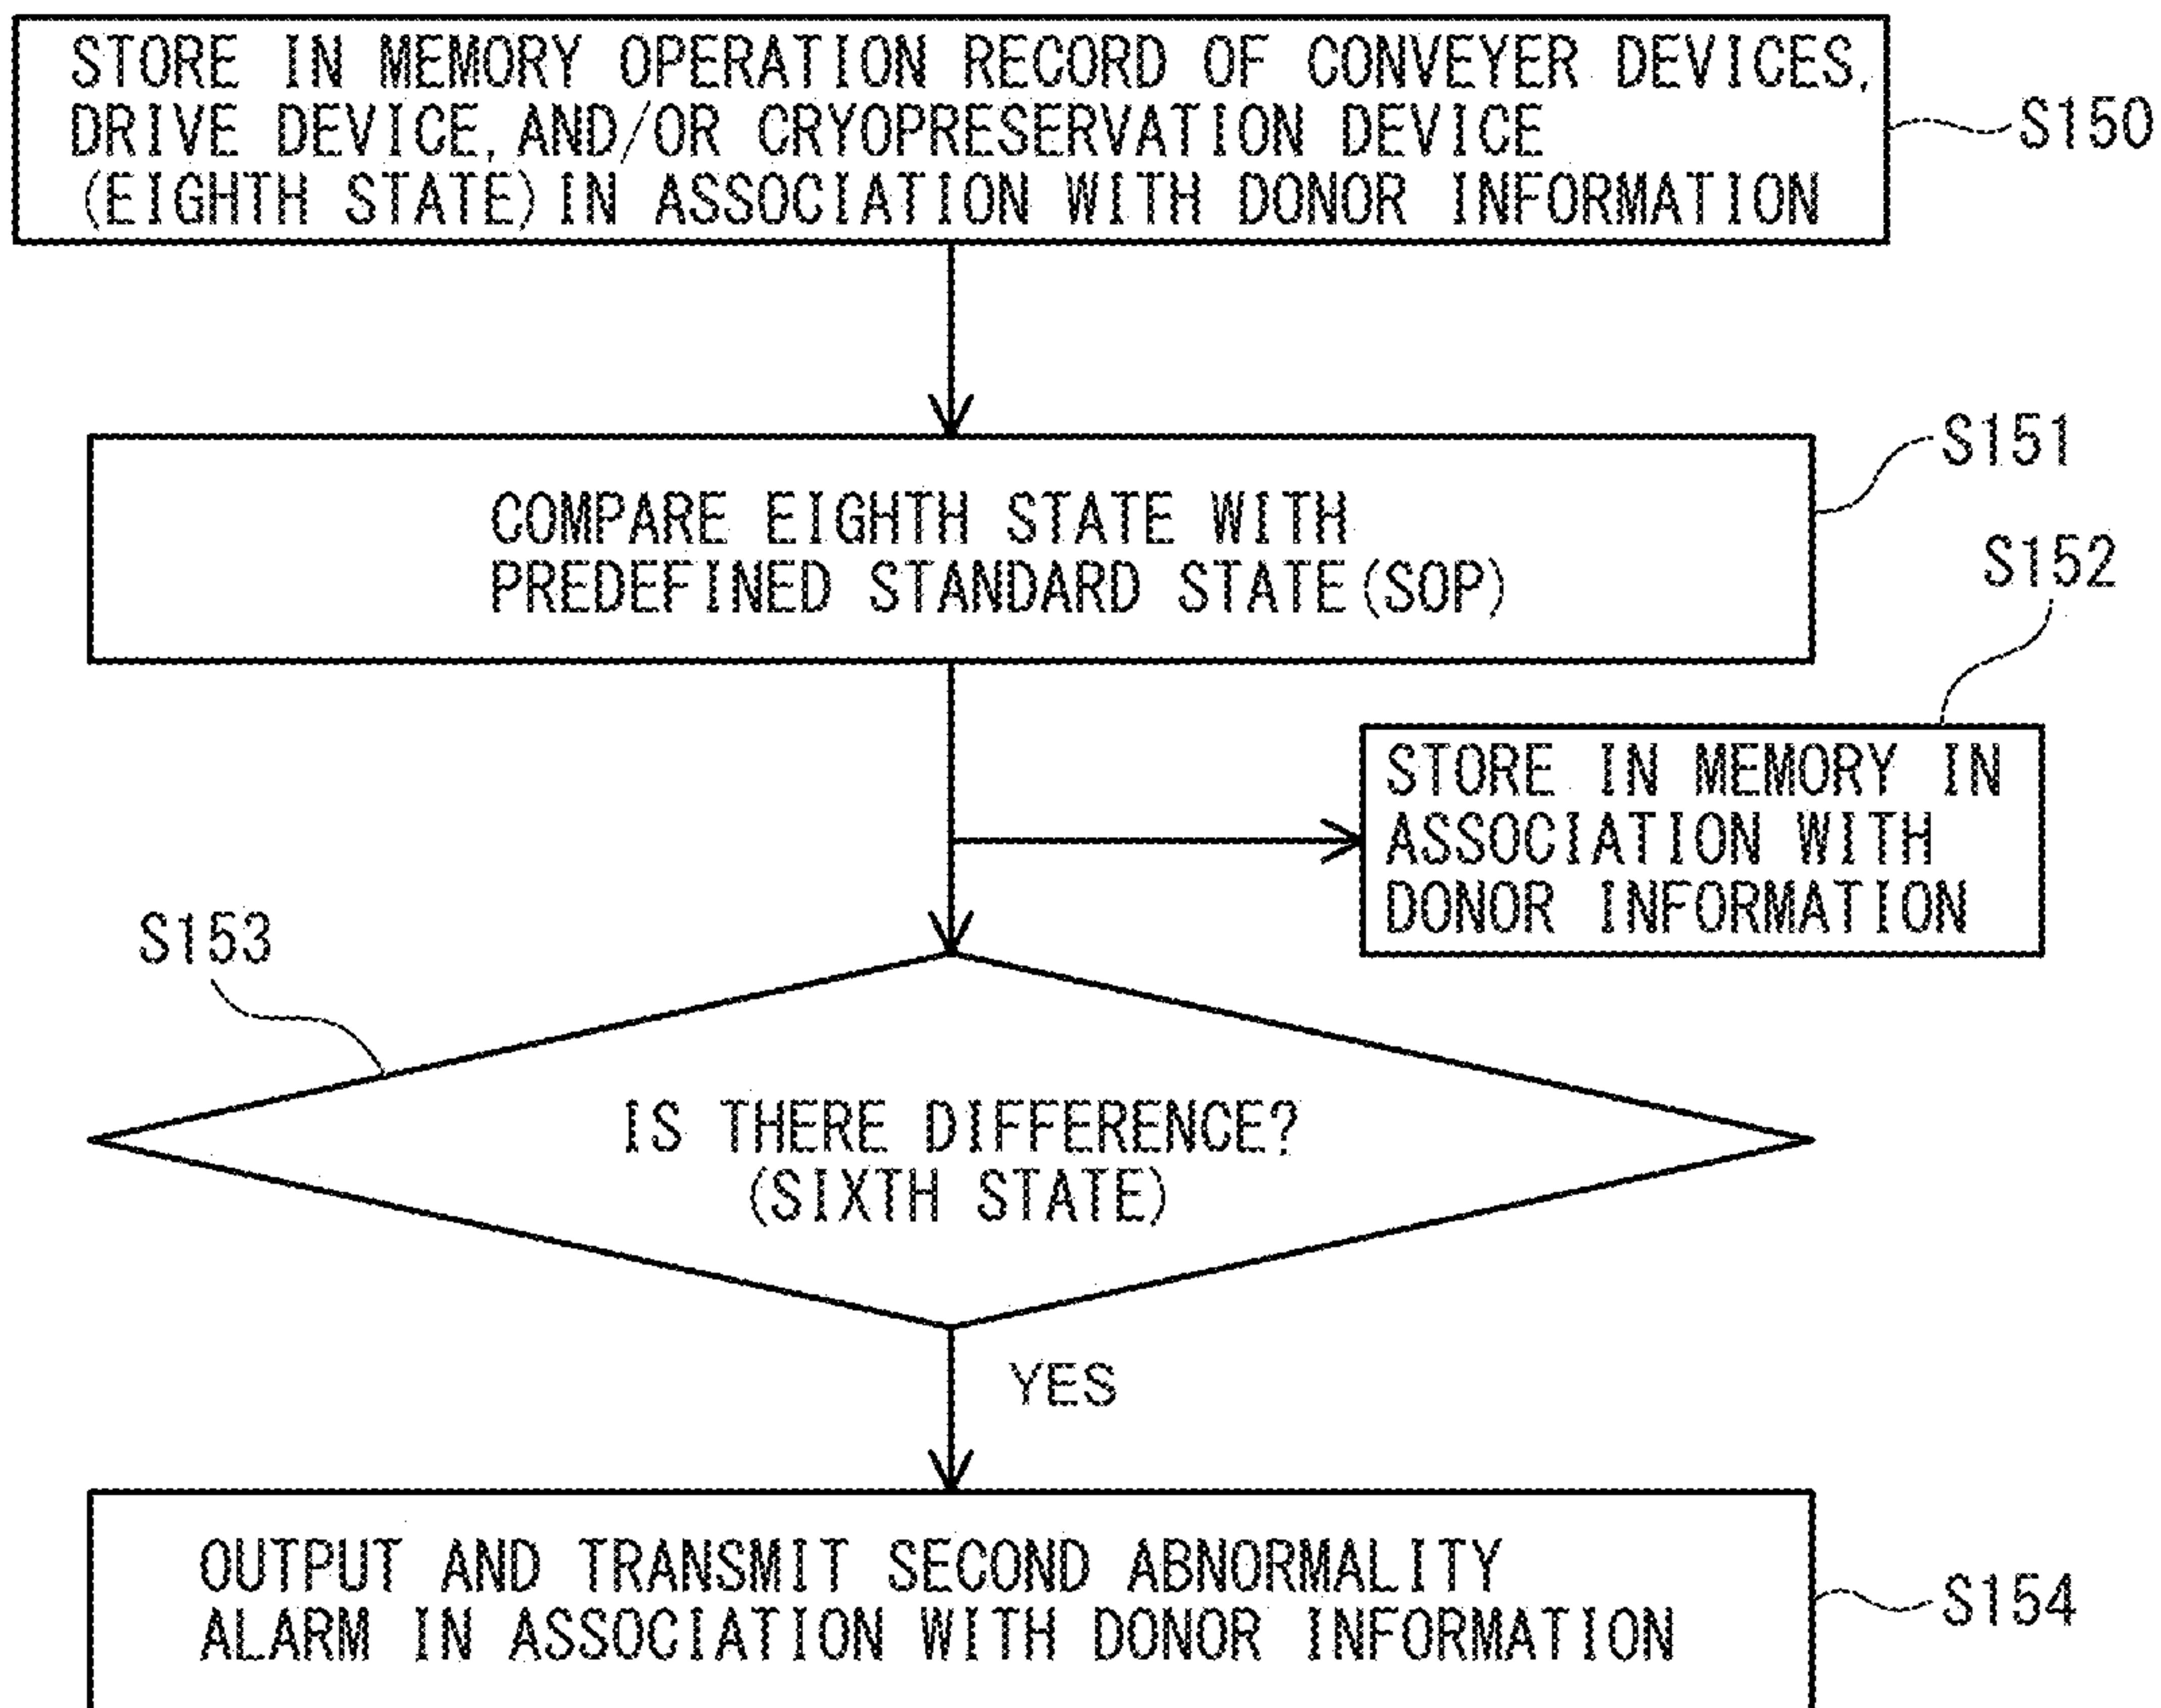 STORE IN MEMORY OPERATION RECORD OF CONVEYER DEVICES,
DRIVE DEVICE, AND/OR CRYOPRESERVATION DEVICE
(EIGHTH STATE) IN ASSOCIATION WITH DONOR INFORMATION
S150
S151
COMPARE EIGHTH STATE WITH
PREDEFINED STANDARD STATE (SOP)
S152
STORE IN MEMORY IN
ASSOCIATION WITH
DONOR INFORMATION
S153
IS THERE DIFFERENCE?
(SIXTH STATE)
YES
OUTPUT AND TRANSMIT SECOND ABNORMALITY
ALARM IN ASSOCIATION WITH DONOR INFORMATION
S154